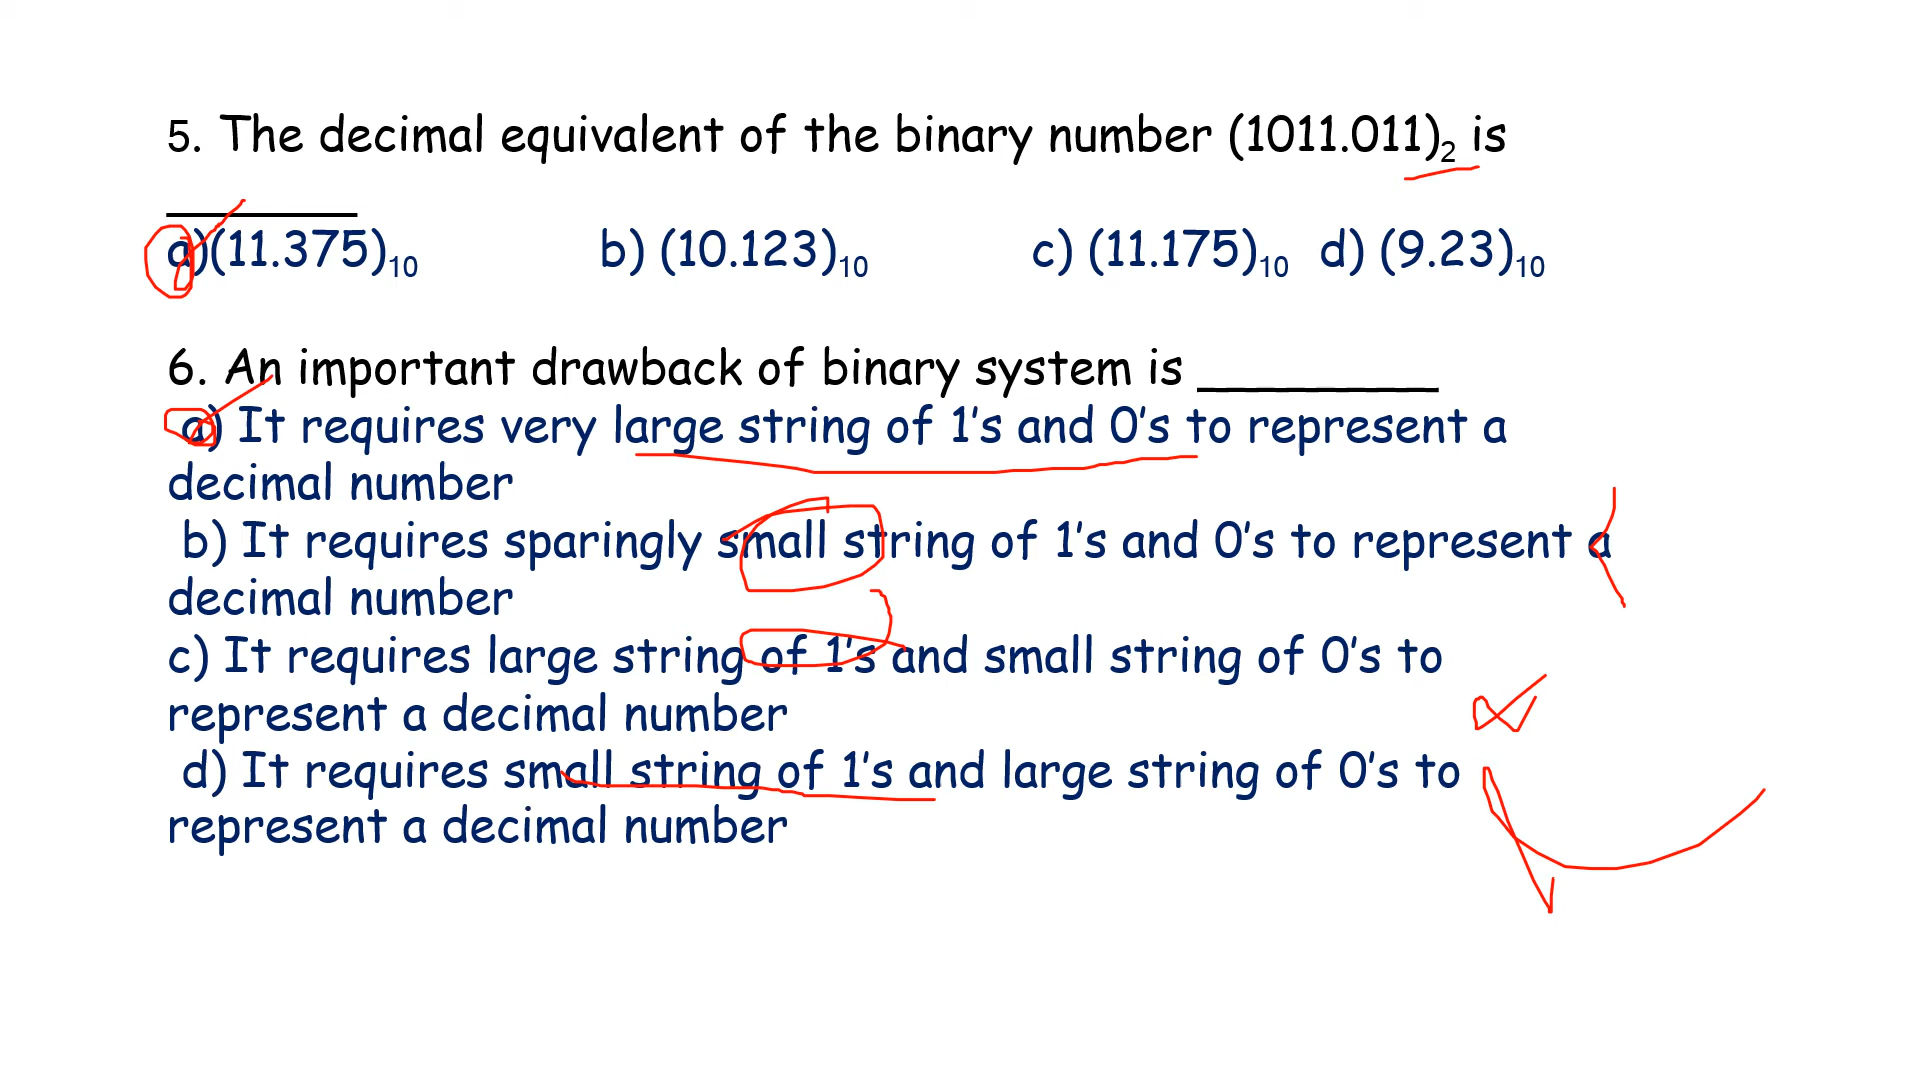 5. The decimal equivalent of the binary number (1011.011)₂ is
________
a)(11.375)₁₀ b) (10.123)₁₀ c) (11.175)₁₀ d) (9.23)₁₀
6. An important drawback of binary system is ________
a) It requires very large string of 1's and 0's to represent a
decimal number
b) It requires sparingly small string of 1's and 0's to represent a
decimal number
c) It requires large string of 1's and small string of 0's to
represent a decimal number
d) It requires small string of 1's and large string of 0's to
represent a decimal number